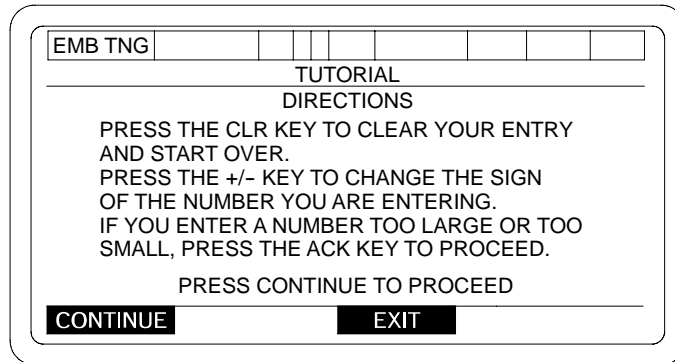 EMB TNG
TUTORIAL
DIRECTIONS
PRESS THE CLR KEY TO CLEAR YOUR ENTRY
AND START OVER.
PRESS THE +/– KEY TO CHANGE THE SIGN
OF THE NUMBER YOU ARE ENTERING.
IF YOU ENTER A NUMBER TOO LARGE OR TOO
SMALL, PRESS THE ACK KEY TO PROCEED.
PRESS CONTINUE TO PROCEED
CONTINUE EXIT